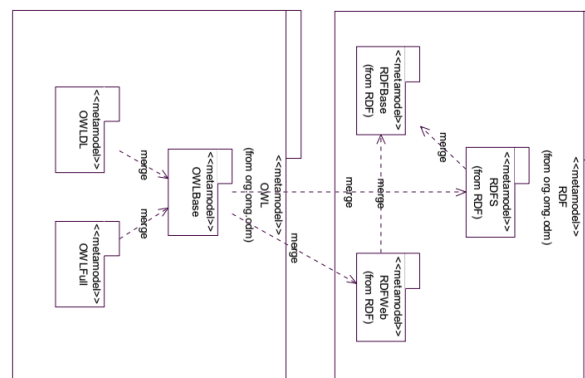 <<metamodel>>
OWL
(from org.omg.odm)
<<metamodel>>
OWLDL
<<metamodel>>
OWLFull
<<metamodel>>
OWLBase
merge
merge
<<metamodel>>
RDF
(from org.omg.odm)
<<metamodel>>
RDFBase
(from RDF)
<<metamodel>>
RDFS
(from RDF)
<<metamodel>>
RDFWeb
(from RDF)
merge
merge
merge
merge